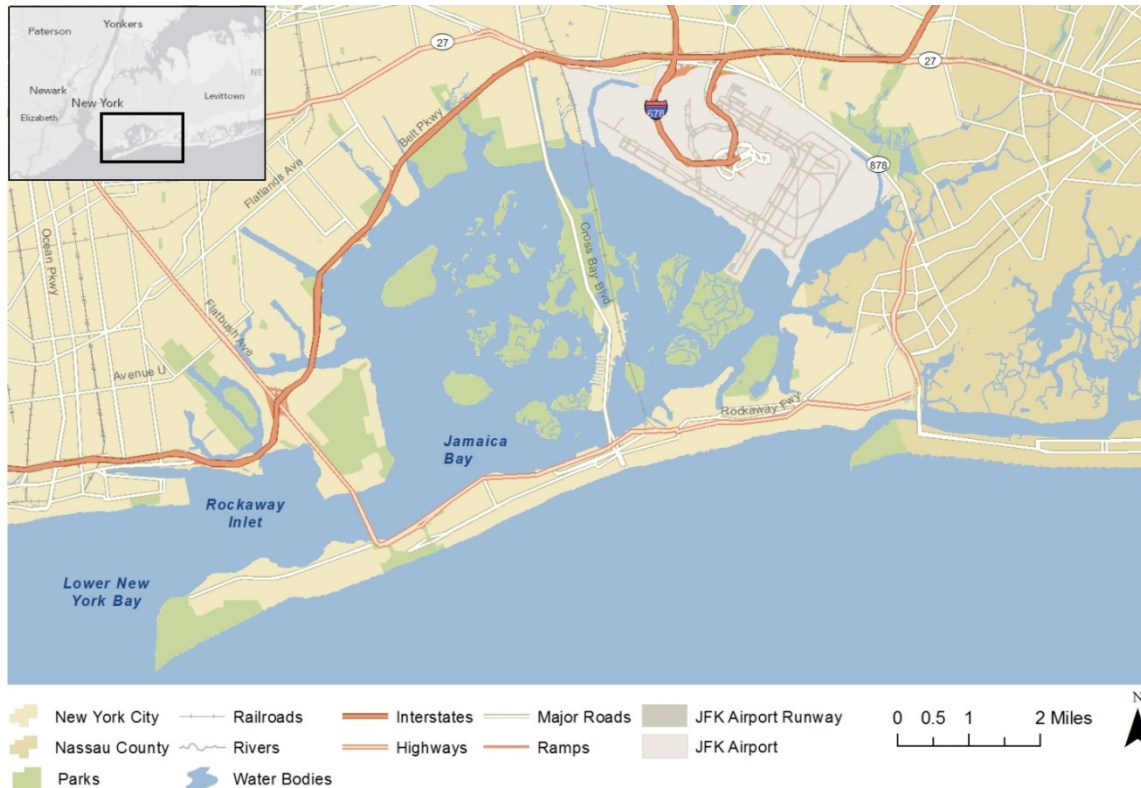 Paterson
Yonkers
Newark
New York
Levittown
Elizabeth
NE
27
27
678
878
Belt Pkwy
Flatlands Ave
Ocean Pkwy
Flatbush Ave
Avenue U
Cross Bay Blvd
Rockaway Fwy
Jamaica
Bay
Rockaway
Inlet
Lower New
York Bay
New York City
Railroads
Interstates
Major Roads
JFK Airport Runway
Nassau County
Rivers
Highways
Ramps
JFK Airport
Parks
Water Bodies
0 0.5 1 2 Miles
N